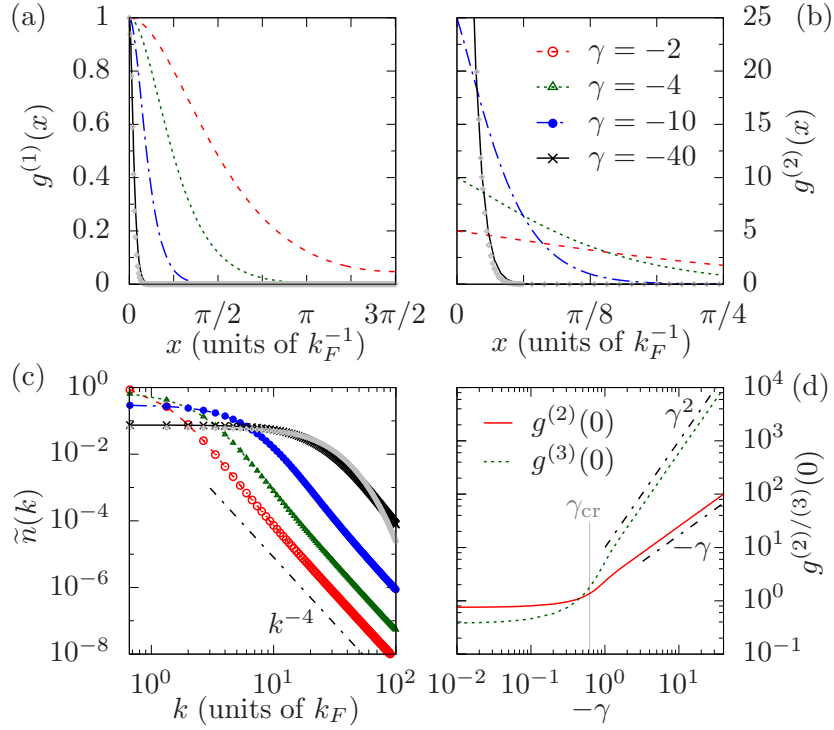 (a)
1
0.8
0.6
0.4
0.2
0
g^{(1)}(x)
0
π/2
π
3π/2
x (units of k_F^{-1})
(b)
25
20
15
10
5
0
g^{(2)}(x)
γ = −2
γ = −4
γ = −10
γ = −40
0
π/8
π/4
x (units of k_F^{-1})
(c)
10^0
10^{−2}
10^{−4}
10^{−6}
10^{−8}
ñ(k)
k^{−4}
10^0
10^1
10^2
k (units of k_F)
(d)
10^4
10^3
10^2
10^1
10^0
10^{−1}
g^{(2)/(3)}(0)
g^{(2)}(0)
g^{(3)}(0)
γ^2
γ_cr
−γ
10^{−2}
10^{−1}
10^0
10^1
−γ